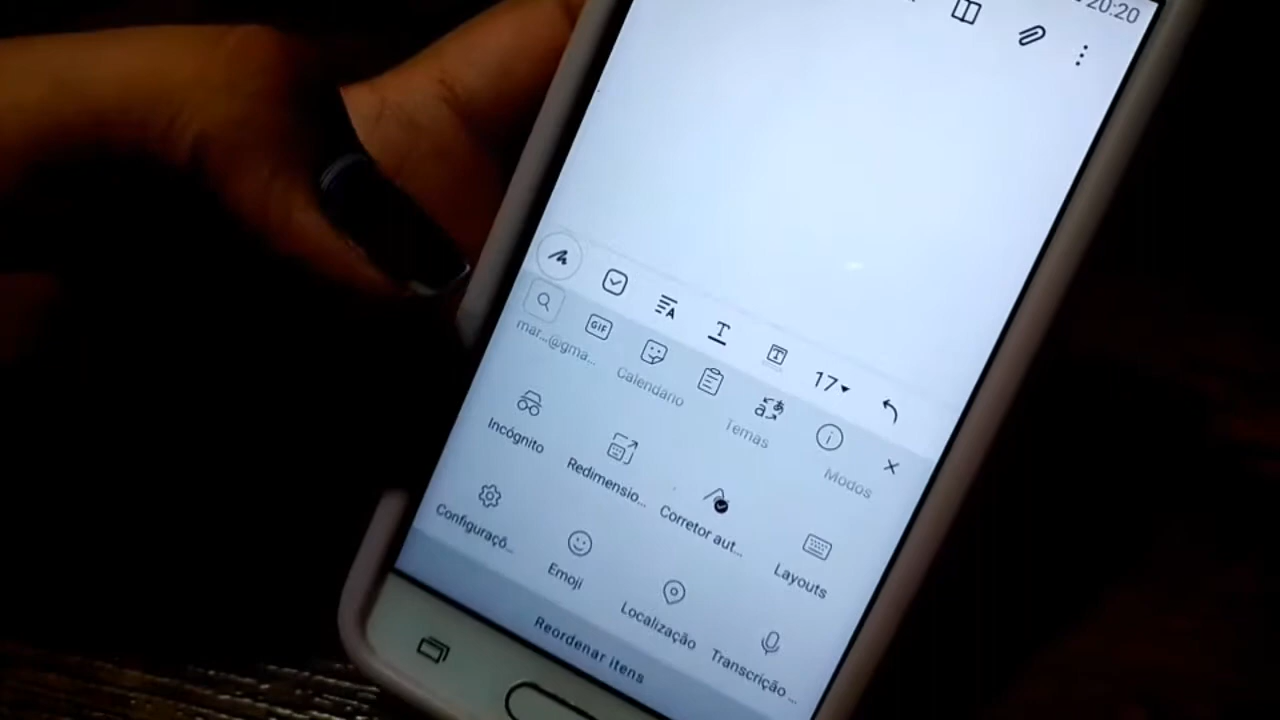 20:20
T
T
17
GIF
mar...@gma...
Calendário
Temas
Modos
Incógnito
Redimensio...
Corretor aut...
Layouts
Configuraçõ...
Emoji
Localização
Transcrição ...
Reordenar itens